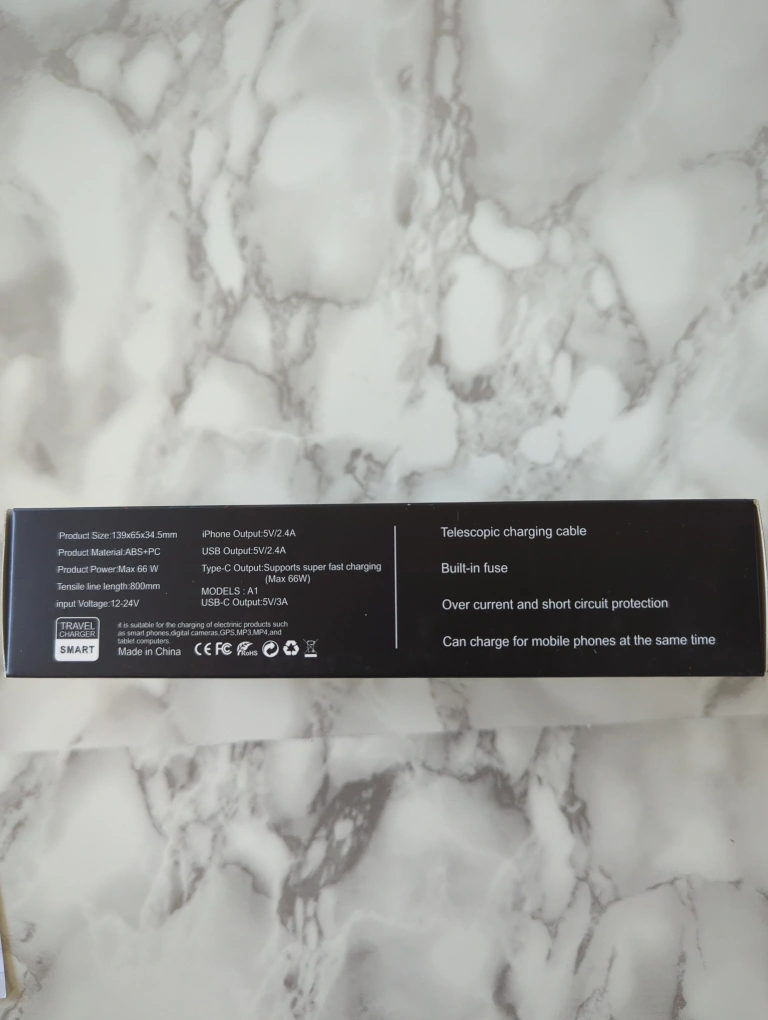 Product Size:139x65x34.5mm
Product Material:ABS+PC
Product Power:Max 66 W
Tensile line length:800mm
input Voltage:12-24V
iPhone Output:5V/2.4A
USB Output:5V/2.4A
Type-C Output:Supports super fast charging
(Max 66W)
MODELS : A1
USB-C Output:5V/3A
TRAVEL
CHARGER
SMART
it is suitable for the charging of electrinic products such
as smart phones,digital cameras,GPS,MP3,MP4,and
tablet computers.
Made in China
CE FC RoHS
Telescopic charging cable
Built-in fuse
Over current and short circuit protection
Can charge for mobile phones at the same time